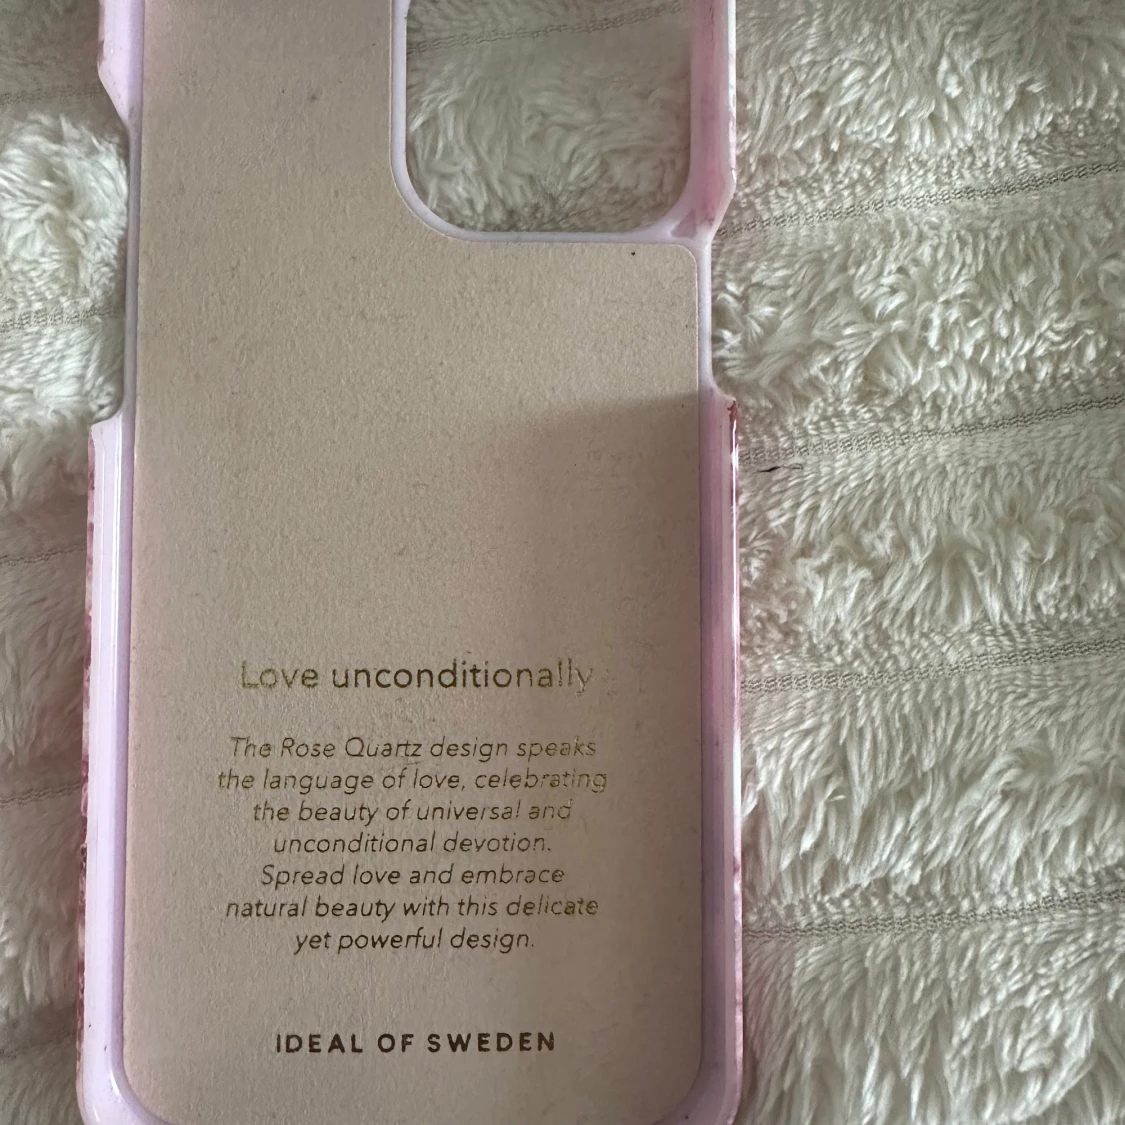 Love unconditionally
The Rose Quartz design speaks
the language of love, celebrating
the beauty of universal and
unconditional devotion.
Spread love and embrace
natural beauty with this delicate
yet powerful design.
IDEAL OF SWEDEN